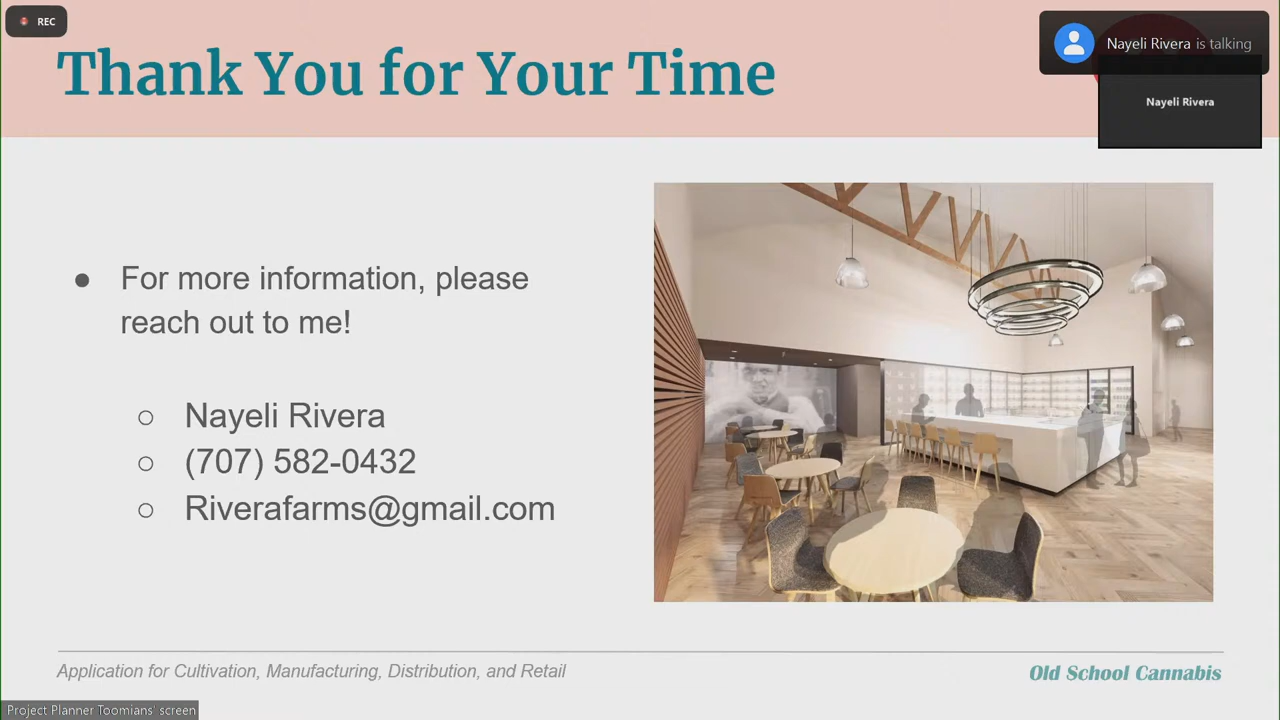 REC
Thank You for Your Time
Nayeli Rivera is talking
Nayeli Rivera
● For more information, please
reach out to me!
○ Nayeli Rivera
○ (707) 582-0432
○ Riverafarms@gmail.com
Application for Cultivation, Manufacturing, Distribution, and Retail
Old School Cannabis
Project Planner Toomians' screen